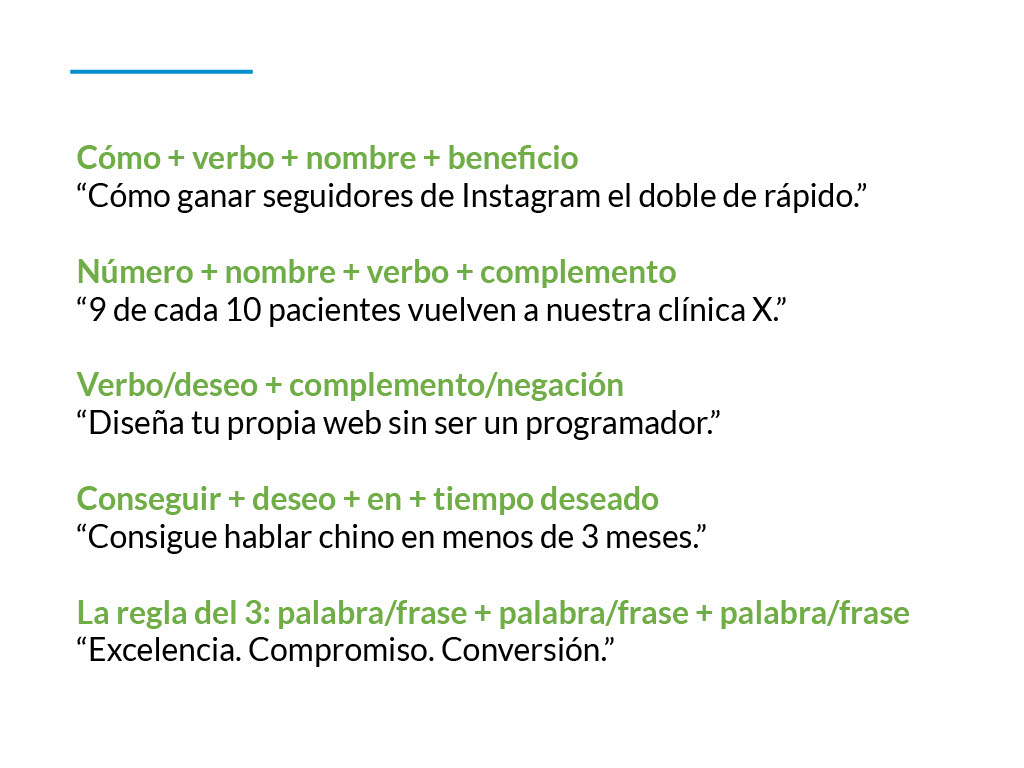 Cómo + verbo + nombre + beneficio
“Cómo ganar seguidores de Instagram el doble de rápido.”
Número + nombre + verbo + complemento
“9 de cada 10 pacientes vuelven a nuestra clínica X.”
Verbo/deseo + complemento/negación
“Diseña tu propia web sin ser un programador.”
Conseguir + deseo + en + tiempo deseado
“Consigue hablar chino en menos de 3 meses.”
La regla del 3: palabra/frase + palabra/frase + palabra/frase
“Excelencia. Compromiso. Conversión.”